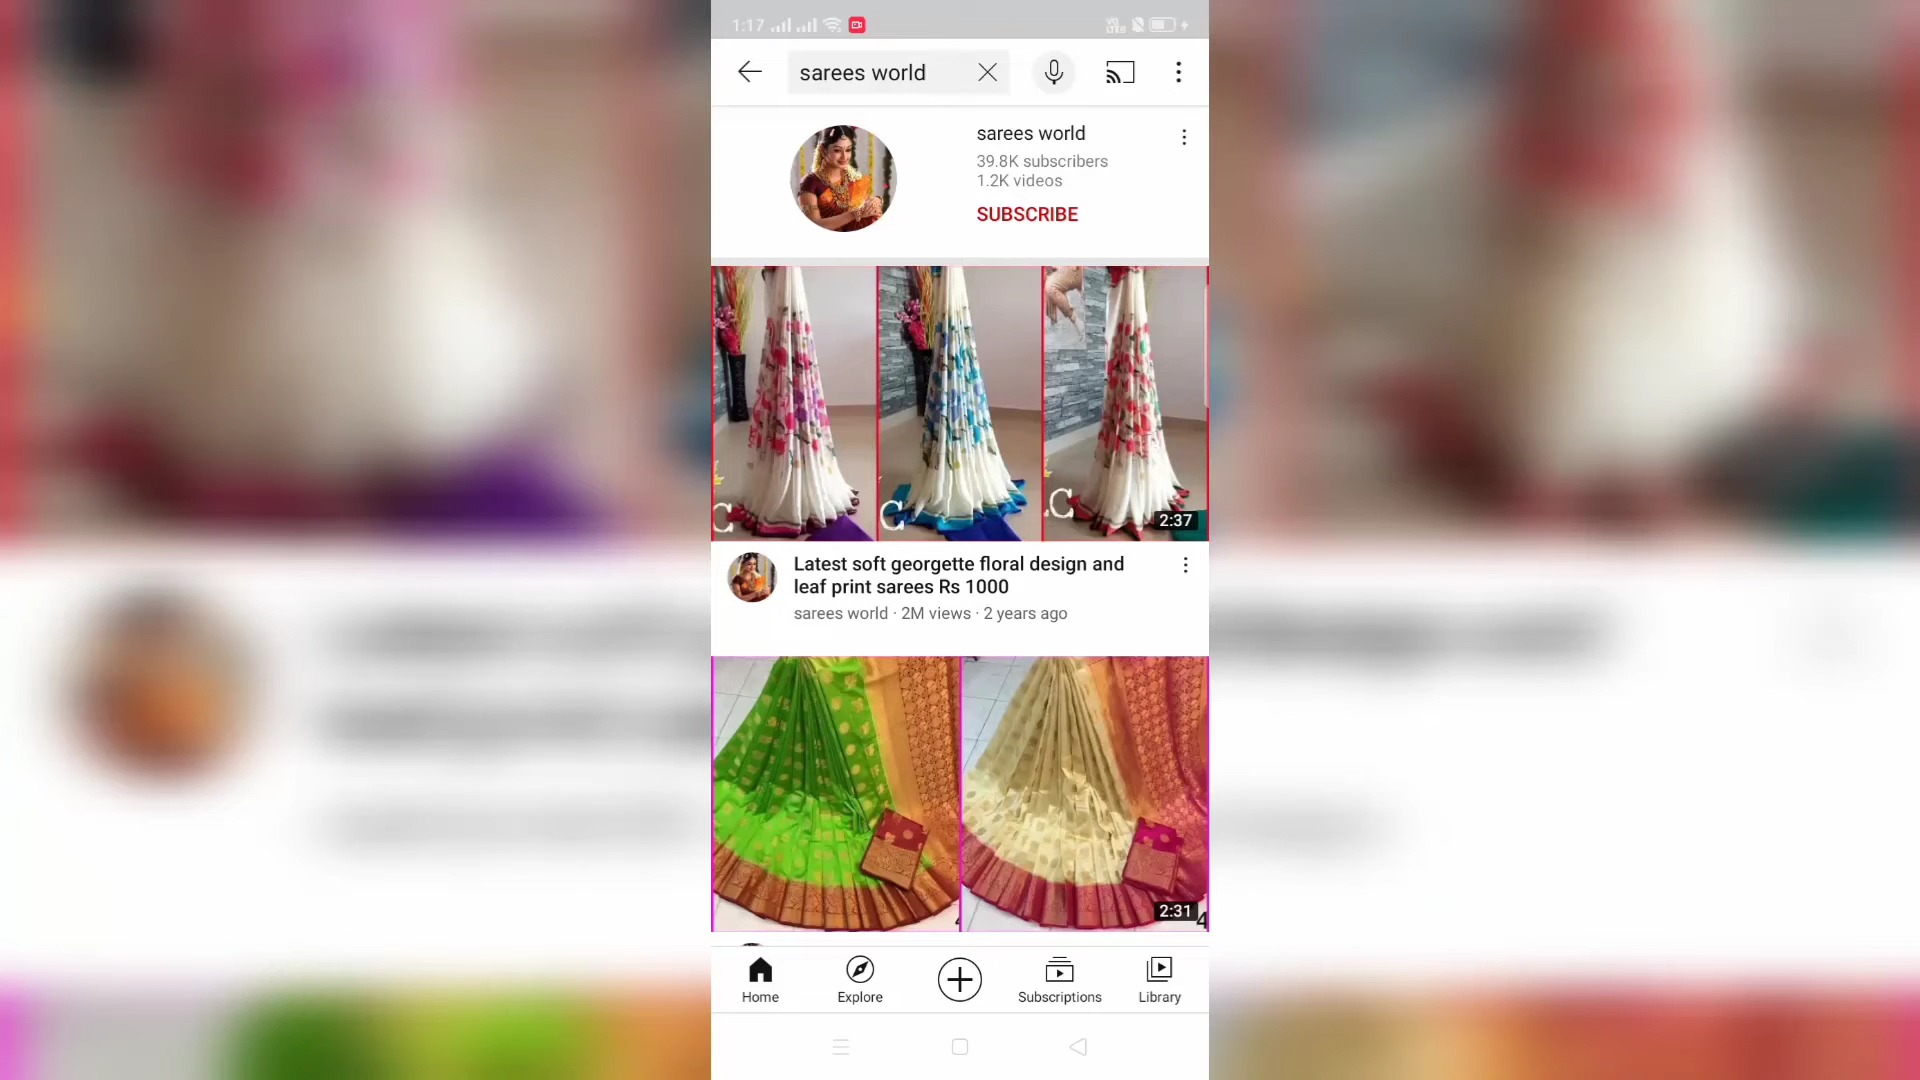 1:17
sarees world
sarees world
39.8K subscribers
1.2K videos
SUBSCRIBE
C
C
C
2:37
Latest soft georgette floral design and
leaf print sarees Rs 1000
sarees world · 2M views · 2 years ago
2:31
4
Home
Explore
Subscriptions
Library